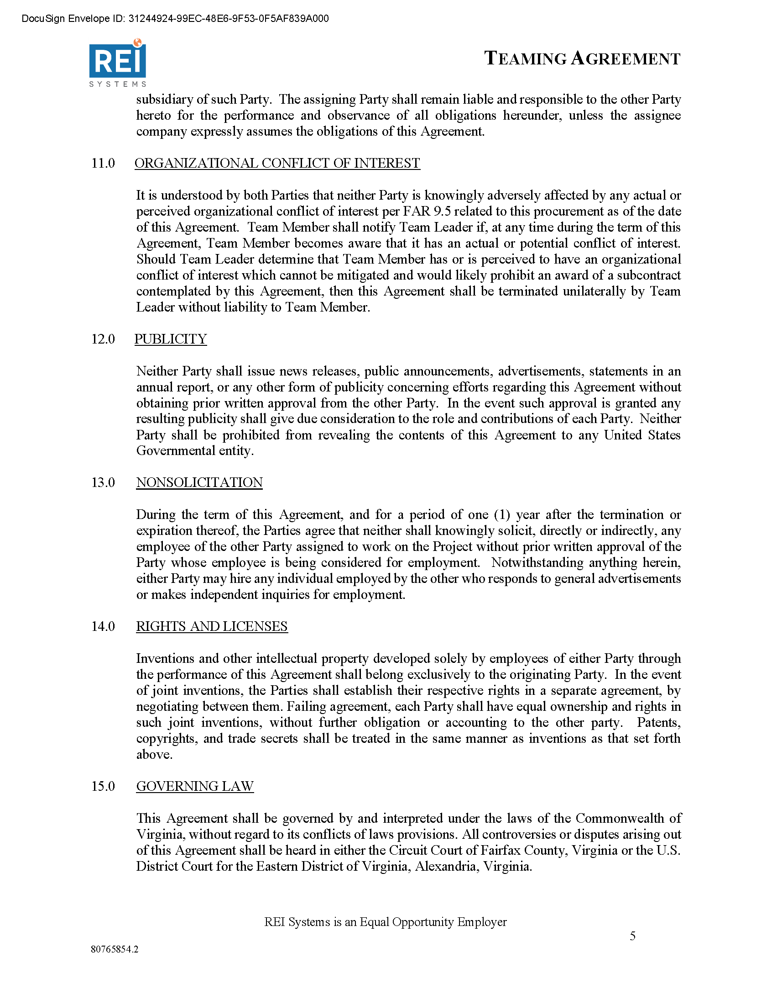 DocuSign Envelope ID: 31244924-99EC-48E6-9F53-0F5AF839A000
REI
SYSTEMS
TEAMING AGREEMENT
subsidiary of such Party.  The assigning Party shall remain liable and responsible to the other Party
hereto for the performance and observance of all obligations hereunder, unless the assignee
company expressly assumes the obligations of this Agreement.
11.0 ORGANIZATIONAL CONFLICT OF INTEREST
It is understood by both Parties that neither Party is knowingly adversely affected by any actual or
perceived organizational conflict of interest per FAR 9.5 related to this procurement as of the date
of this Agreement.  Team Member shall notify Team Leader if, at any time during the term of this
Agreement, Team Member becomes aware that it has an actual or potential conflict of interest.
Should Team Leader determine that Team Member has or is perceived to have an organizational
conflict of interest which cannot be mitigated and would likely prohibit an award of a subcontract
contemplated by this Agreement, then this Agreement shall be terminated unilaterally by Team
Leader without liability to Team Member.
12.0 PUBLICITY
Neither Party shall issue news releases, public announcements, advertisements, statements in an
annual report, or any other form of publicity concerning efforts regarding this Agreement without
obtaining prior written approval from the other Party.  In the event such approval is granted any
resulting publicity shall give due consideration to the role and contributions of each Party.  Neither
Party shall be prohibited from revealing the contents of this Agreement to any United States
Governmental entity.
13.0 NONSOLICITATION
During the term of this Agreement, and for a period of one (1) year after the termination or
expiration thereof, the Parties agree that neither shall knowingly solicit, directly or indirectly, any
employee of the other Party assigned to work on the Project without prior written approval of the
Party whose employee is being considered for employment.  Notwithstanding anything herein,
either Party may hire any individual employed by the other who responds to general advertisements
or makes independent inquiries for employment.
14.0 RIGHTS AND LICENSES
Inventions and other intellectual property developed solely by employees of either Party through
the performance of this Agreement shall belong exclusively to the originating Party.  In the event
of joint inventions, the Parties shall establish their respective rights in a separate agreement, by
negotiating between them. Failing agreement, each Party shall have equal ownership and rights in
such joint inventions, without further obligation or accounting to the other party.  Patents,
copyrights, and trade secrets shall be treated in the same manner as inventions as that set forth
above.
15.0 GOVERNING LAW
This Agreement shall be governed by and interpreted under the laws of the Commonwealth of
Virginia, without regard to its conflicts of laws provisions. All controversies or disputes arising out
of this Agreement shall be heard in either the Circuit Court of Fairfax County, Virginia or the U.S.
District Court for the Eastern District of Virginia, Alexandria, Virginia.
REI Systems is an Equal Opportunity Employer
5
80765854.2